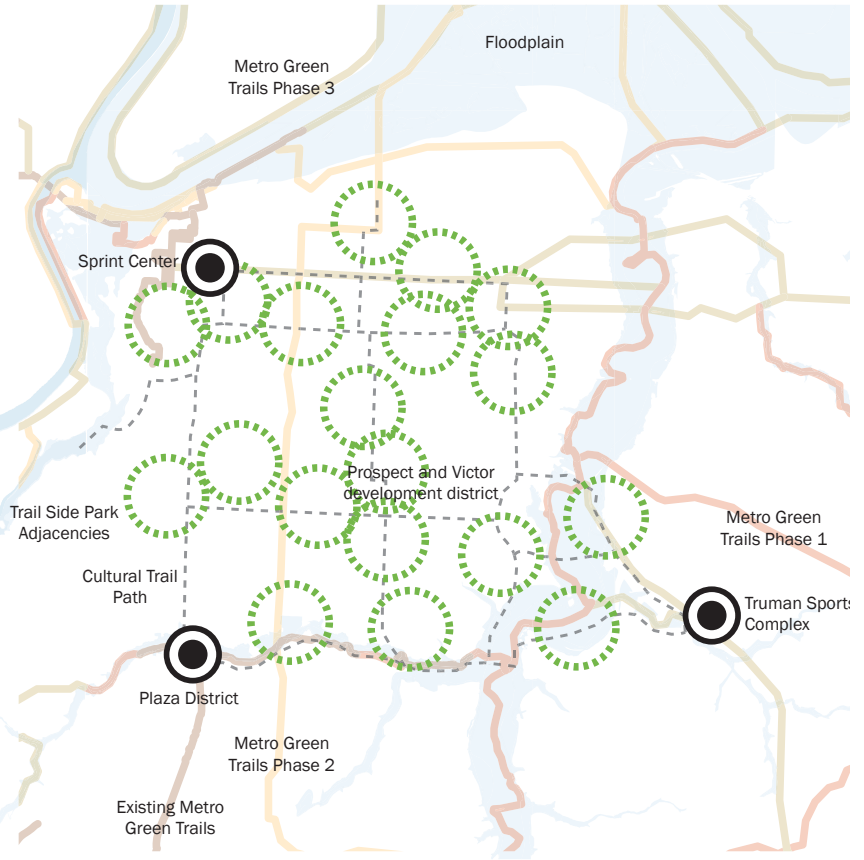 Floodplain
Metro Green
Trails Phase 3
Sprint Center
Prospect and Victor
development district
Trail Side Park
Adjacencies
Metro Green
Trails Phase 1
Cultural Trail
Path
Truman Sports
Complex
Plaza District
Metro Green
Trails Phase 2
Existing Metro
Green Trails